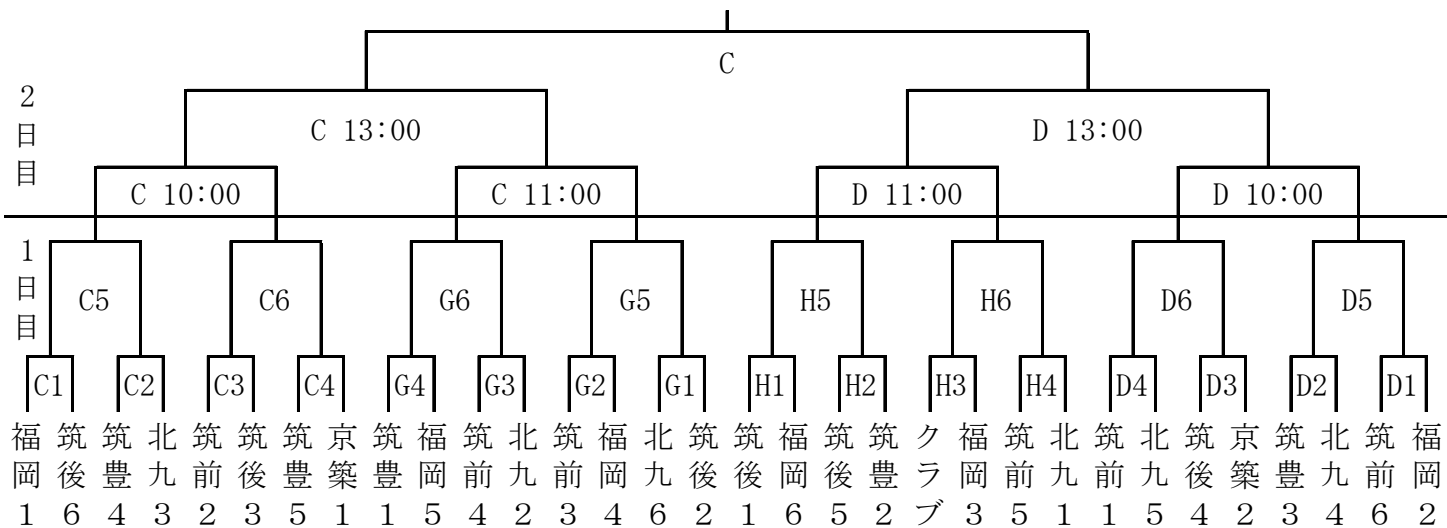 C
2日目
C 13:00
D 13:00
C 10:00
C 11:00
D 11:00
D 10:00
1日目
C5
C6
G6
G5
H5
H6
D6
D5
C1
C2
C3
C4
G4
G3
G2
G1
H1
H2
H3
H4
D4
D3
D2
D1
福岡1
筑後6
筑豊4
北九3
筑前2
筑後3
筑豊5
京築1
筑豊1
福岡5
筑前4
北九2
筑前3
福岡4
北九6
筑後2
筑後1
福岡6
筑後5
筑豊2
クラブ
福岡3
筑前5
北九1
筑前1
北九5
筑後4
京築2
筑豊3
北九4
筑前6
福岡2